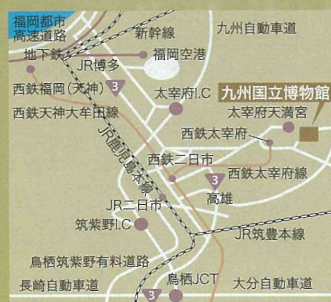 福岡都市
高速道路
新幹線
九州自動車道
地下鉄
福岡空港
JR博多
3
西鉄福岡(天神)
太宰府I.C
九州国立博物館
西鉄天神大牟田線
太宰府天満宮
JR鹿児島本線
西鉄太宰府
西鉄二日市
西鉄太宰府線
3
高雄
JR二日市
筑紫野I.C
JR筑豊本線
鳥栖筑紫野有料道路
長崎自動車道
鳥栖JCT
大分自動車道
3